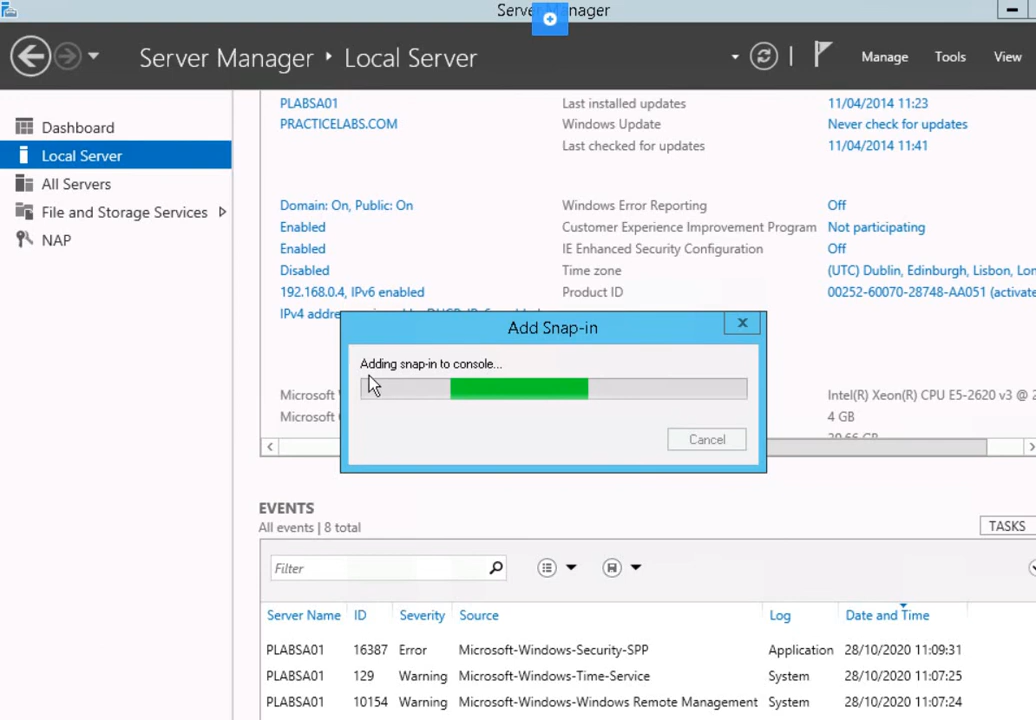 Server Manager
Server Manager
Local Server
Manage
Tools
View
Dashboard
Local Server
All Servers
File and Storage Services
NAP
PLABSA01
Last installed updates
11/04/2014 11:23
PRACTICELABS.COM
Windows Update
Never check for updates
Last checked for updates
11/04/2014 11:41
Domain: On, Public: On
Windows Error Reporting
Off
Enabled
Customer Experience Improvement Program
Not participating
Enabled
IE Enhanced Security Configuration
Off
Disabled
Time zone
(UTC) Dublin, Edinburgh, Lisbon,
192.168.0.4, IPv6 enabled
Product ID
00252-60070-28748-AA051 (activate
IPv4
Add Snap-in
Adding snap-in to console...
Cancel
Microsoft
Intel(R) Xeon(R) CPU E5-2620 v3 @ 2
Microsoft
4 GB
EVENTS
All events | 8 total
TASKS
Filter
Server Name
ID
Severity
Source
Log
Date and Time
PLABSA01
16387
Error
Microsoft-Windows-Security-SPP
Application
28/10/2020 11:09:31
PLABSA01
129
Warning
Microsoft-Windows-Time-Service
System
28/10/2020 11:07:25
PLABSA01
10154
Warning
Microsoft-Windows-Windows Remote Management
System
28/10/2020 11:07:24